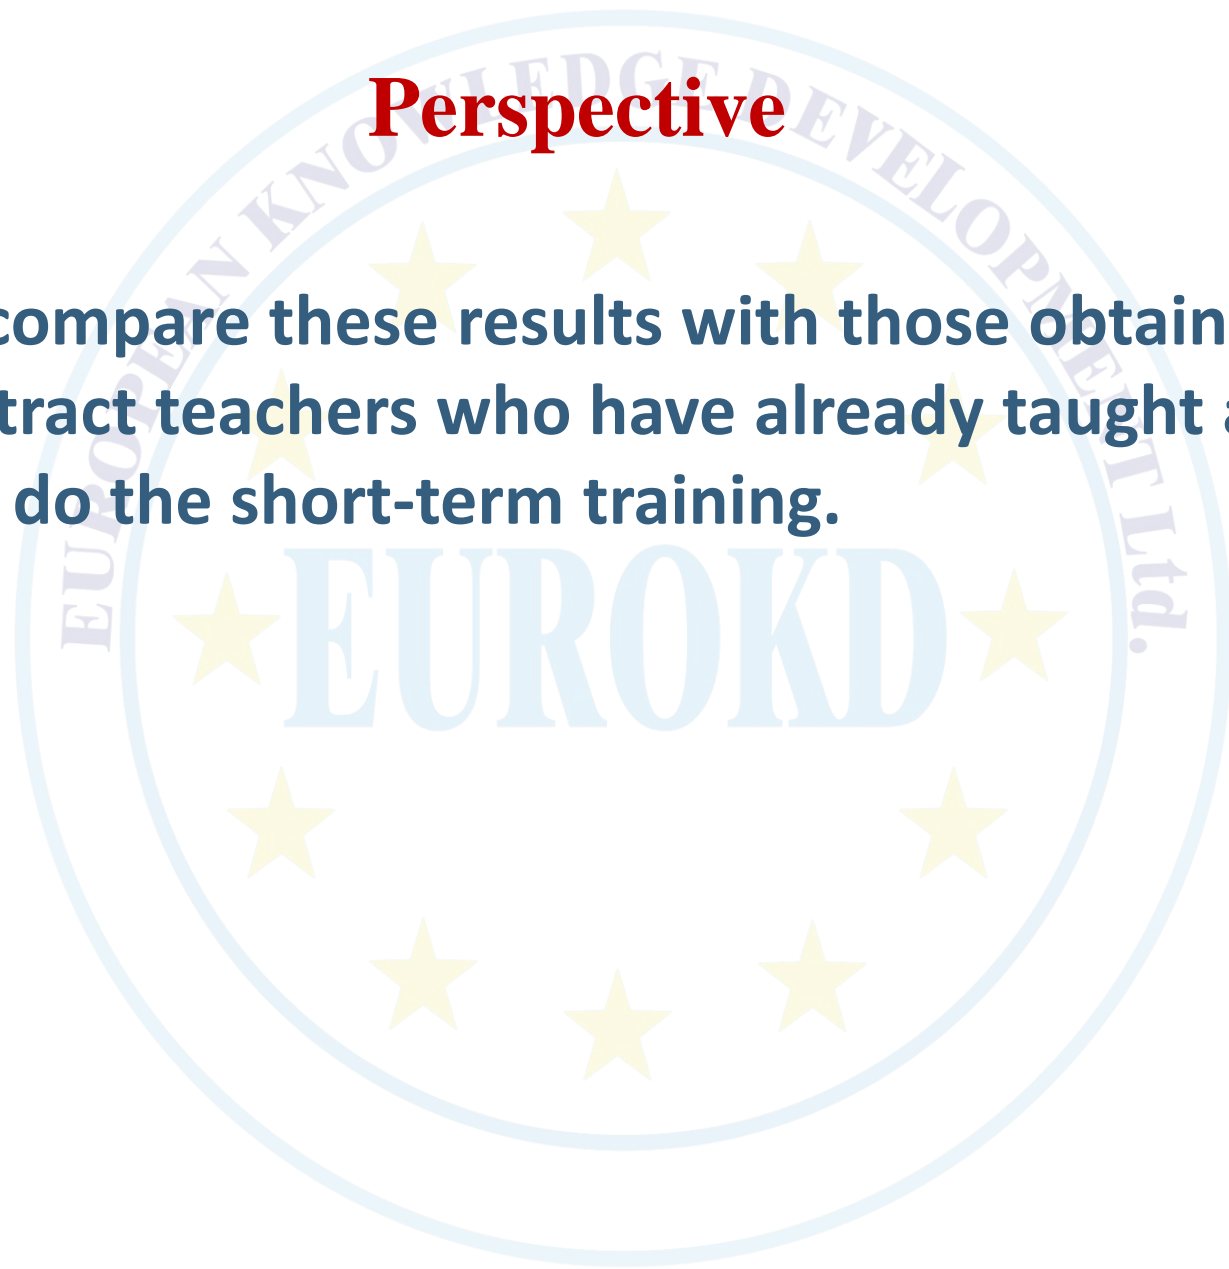 Perspective
compare these results with those obtain
tract teachers who have already taught a
do the short-term training.
EUROPEAN KNOWLEDGE DEVELOPMENT Ltd.
EUROKD